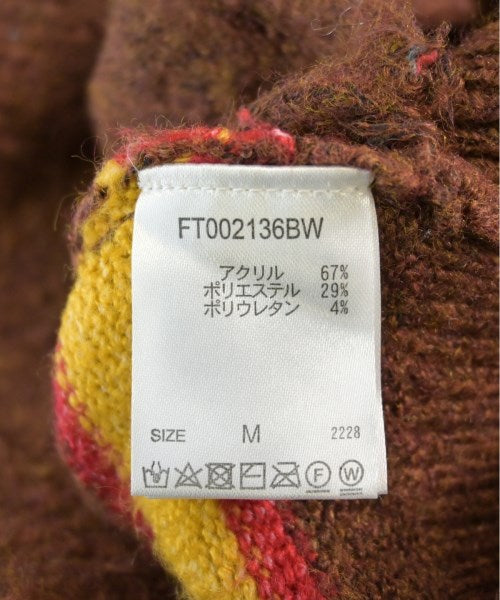 FT002136BW
アクリル 67%
ポリエステル 29%
ポリウレタン 4%
SIZE M 2228
F W